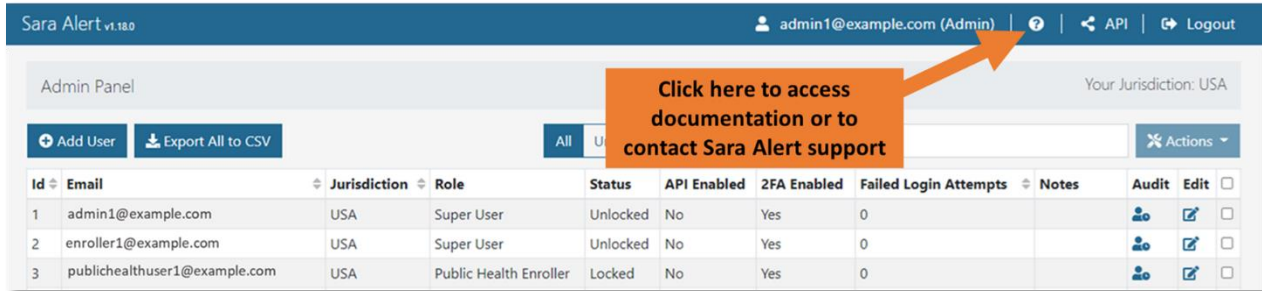 Sara Alert v1.18.0 admin1@example.com (Admin) API Logout
Admin Panel Your Jurisdiction: USA
Click here to access
documentation or to
contact Sara Alert support
Add User Export All to CSV All Actions
Id Email Jurisdiction Role Status API Enabled 2FA Enabled Failed Login Attempts Notes Audit Edit
1 admin1@example.com USA Super User Unlocked No Yes 0
2 enroller1@example.com USA Super User Unlocked No Yes 0
3 publichealthuser1@example.com USA Public Health Enroller Locked No Yes 0